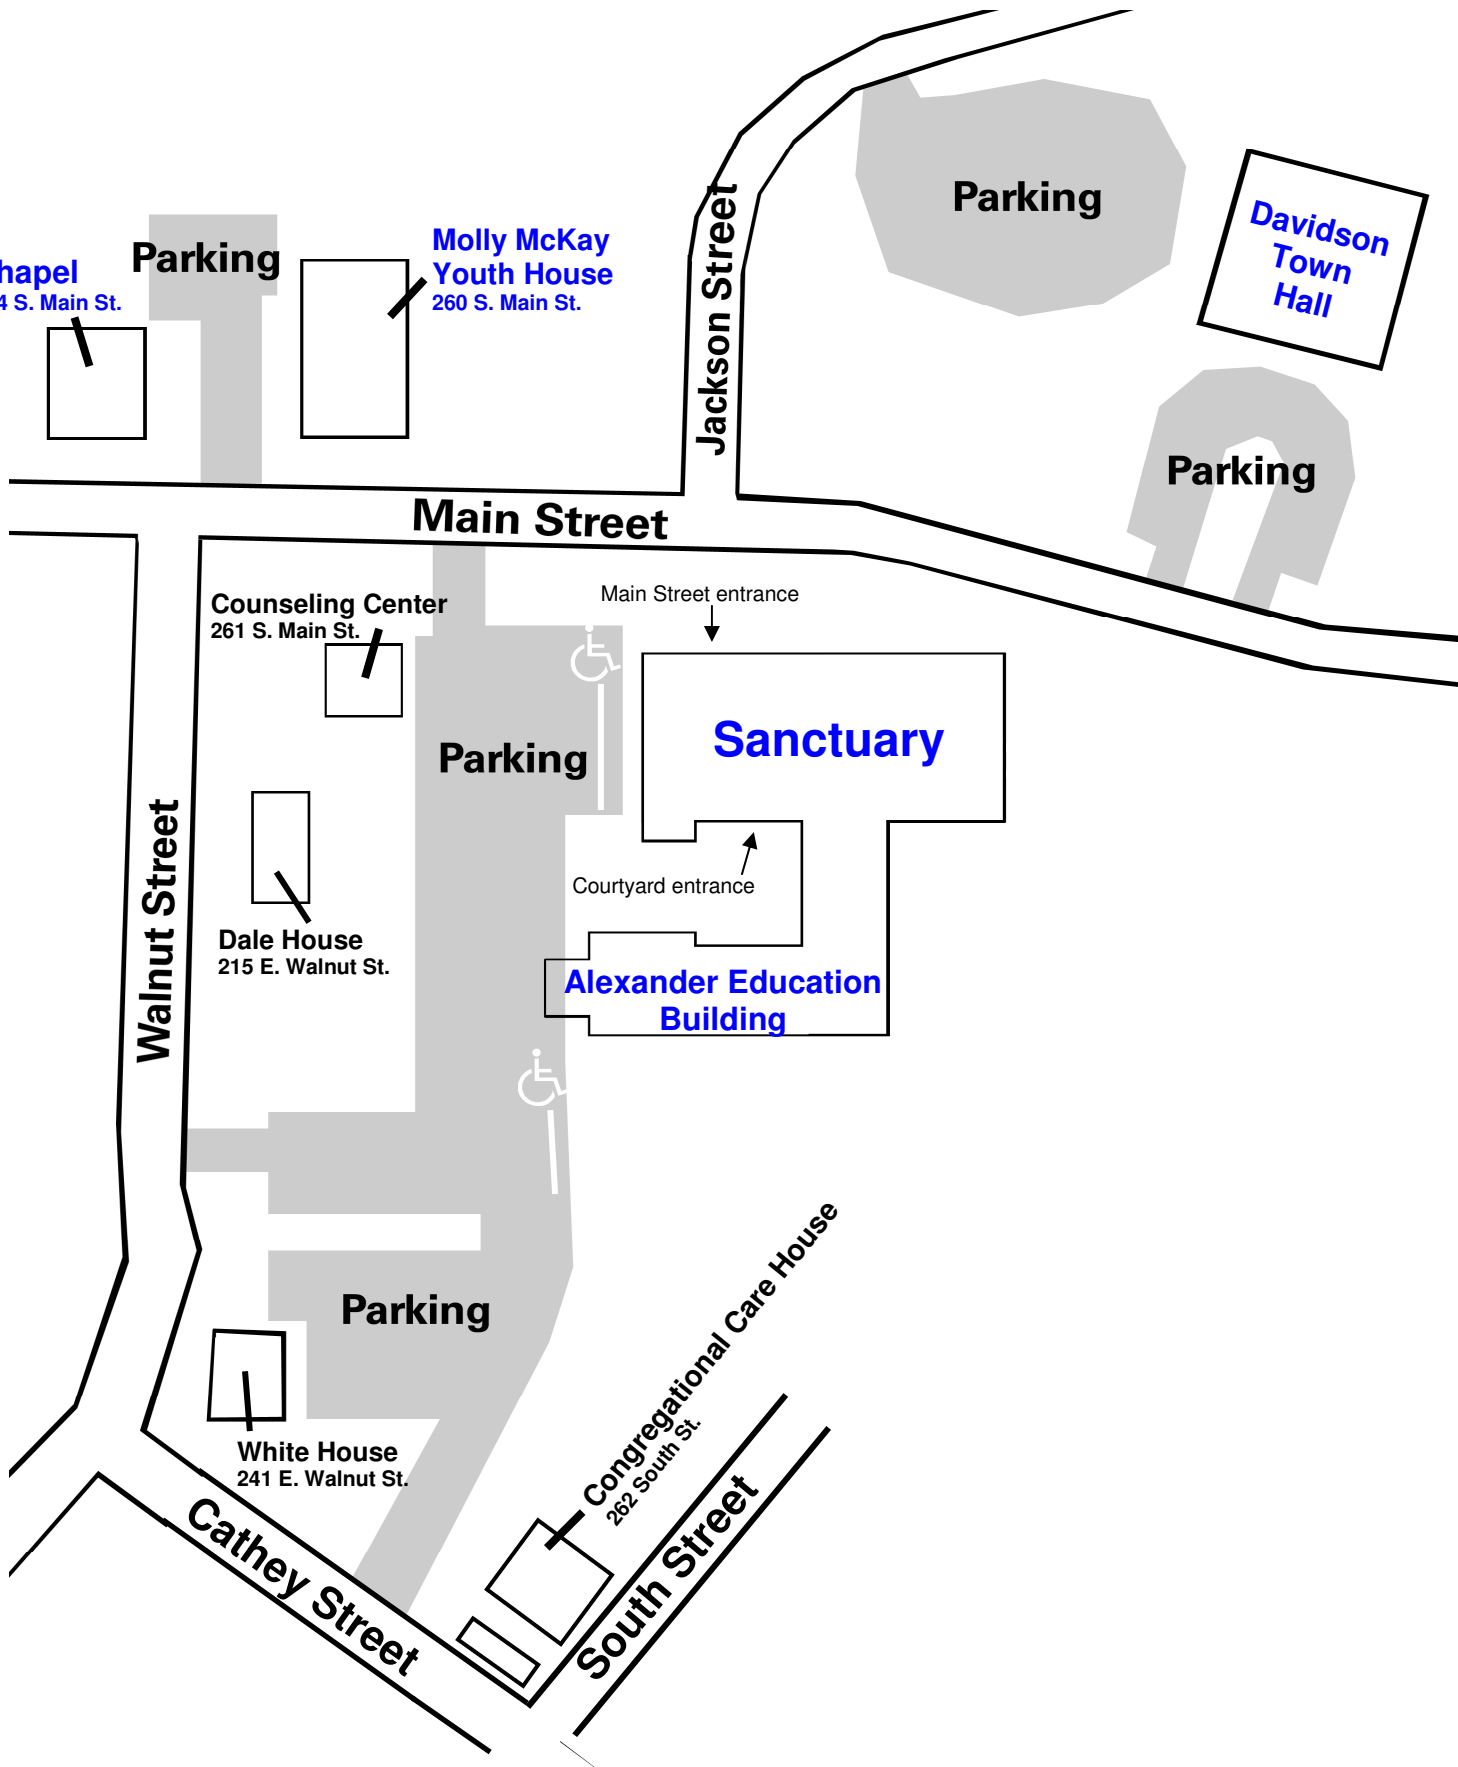 Parking
Davidson
Town
Hall
Jackson Street
Molly McKay
Youth House
260 S. Main St.
Parking
hapel
4 S. Main St.
Parking
Main Street
Main Street entrance
Counseling Center
261 S. Main St.
Sanctuary
Parking
Courtyard entrance
Walnut Street
Dale House
215 E. Walnut St.
Alexander Education
Building
Parking
Congregational Care House
262 South St.
White House
241 E. Walnut St.
Cathey Street
South Street